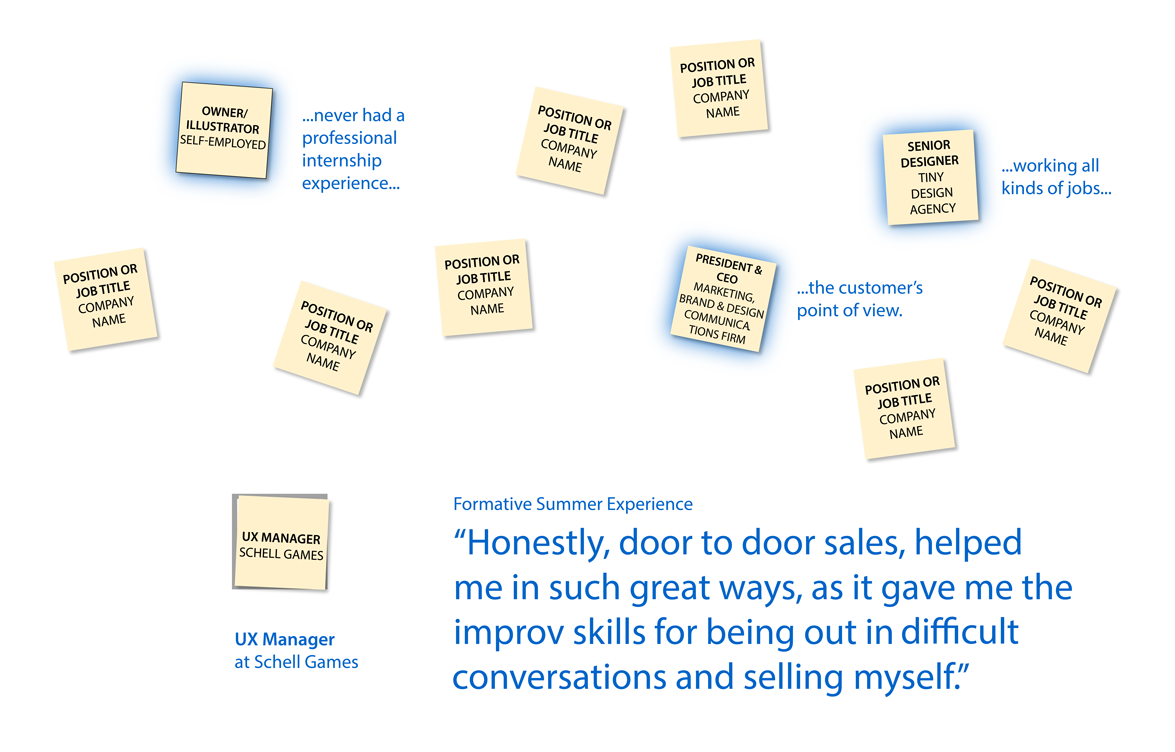 OWNER/
ILLUSTRATOR
SELF-EMPLOYED
...never had a
professional
internship
experience...
POSITION OR
JOB TITLE
COMPANY
NAME
POSITION OR
JOB TITLE
COMPANY
NAME
SENIOR
DESIGNER
TINY
DESIGN
AGENCY
...working all
kinds of jobs...
POSITION OR
JOB TITLE
COMPANY
NAME
POSITION OR
JOB TITLE
COMPANY
NAME
POSITION OR
JOB TITLE
COMPANY
NAME
PRESIDENT &
CEO
MARKETING,
BRAND & DESIGN
COMMUNICA
TIONS FIRM
...the customer’s
point of view.
POSITION OR
JOB TITLE
COMPANY
NAME
POSITION OR
JOB TITLE
COMPANY
NAME
UX MANAGER
SCHELL GAMES
UX Manager
at Schell Games
Formative Summer Experience
“Honestly, door to door sales, helped
me in such great ways, as it gave me the
improv skills for being out in difficult
conversations and selling myself.”